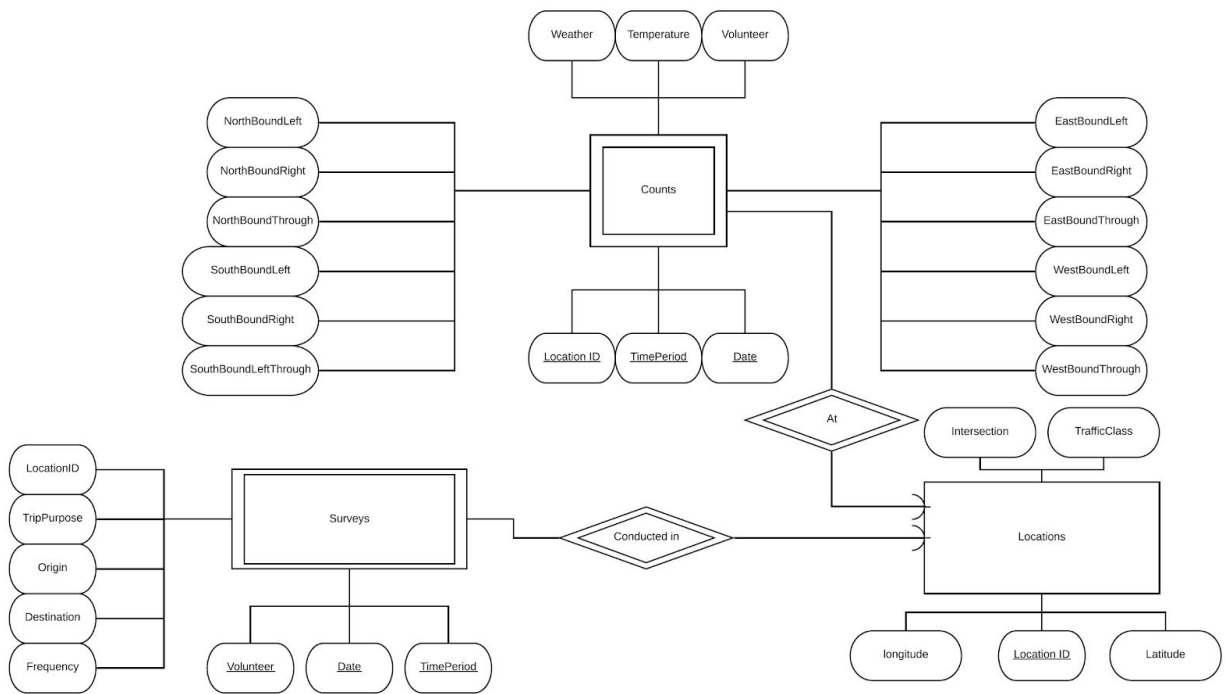 Weather
Temperature
Volunteer
NorthBoundLeft
NorthBoundRight
NorthBoundThrough
SouthBoundLeft
SouthBoundRight
SouthBoundLeftThrough
Counts
EastBoundLeft
EastBoundRight
EastBoundThrough
WestBoundLeft
WestBoundRight
WestBoundThrough
Location ID
TimePeriod
Date
At
Intersection
TrafficClass
LocationID
TripPurpose
Origin
Destination
Frequency
Surveys
Conducted in
Locations
Volunteer
Date
TimePeriod
longitude
Location ID
Latitude